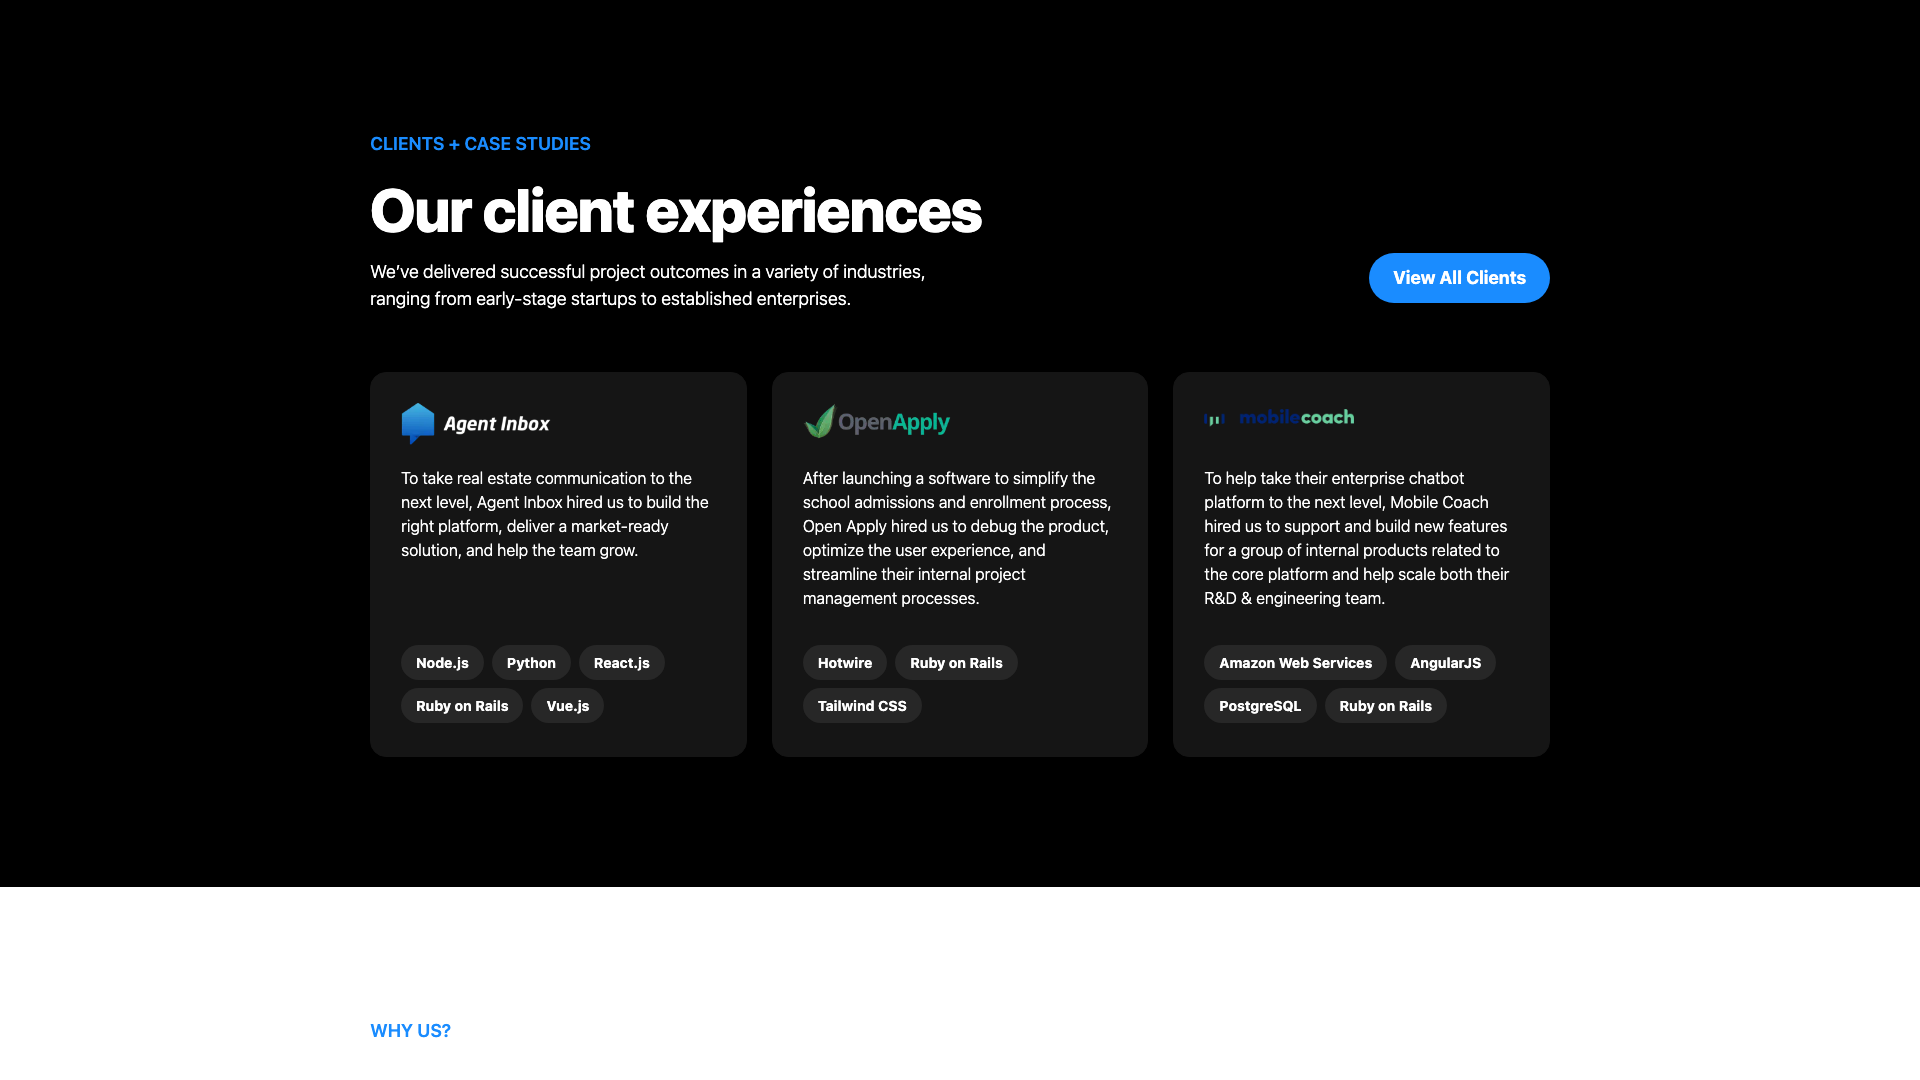 CLIENTS + CASE STUDIES
Our client experiences
We’ve delivered successful project outcomes in a variety of industries,
ranging from early-stage startups to established enterprises.
View All Clients
Agent Inbox
To take real estate communication to the
next level, Agent Inbox hired us to build the
right platform, deliver a market-ready
solution, and help the team grow.
Node.js
Python
React.js
Ruby on Rails
Vue.js
OpenApply
After launching a software to simplify the
school admissions and enrollment process,
Open Apply hired us to debug the product,
optimize the user experience, and
streamline their internal project
management processes.
Hotwire
Ruby on Rails
Tailwind CSS
mobilecoach
To help take their enterprise chatbot
platform to the next level, Mobile Coach
hired us to support and build new features
for a group of internal products related to
the core platform and help scale both their
R&D & engineering team.
Amazon Web Services
AngularJS
PostgreSQL
Ruby on Rails
WHY US?